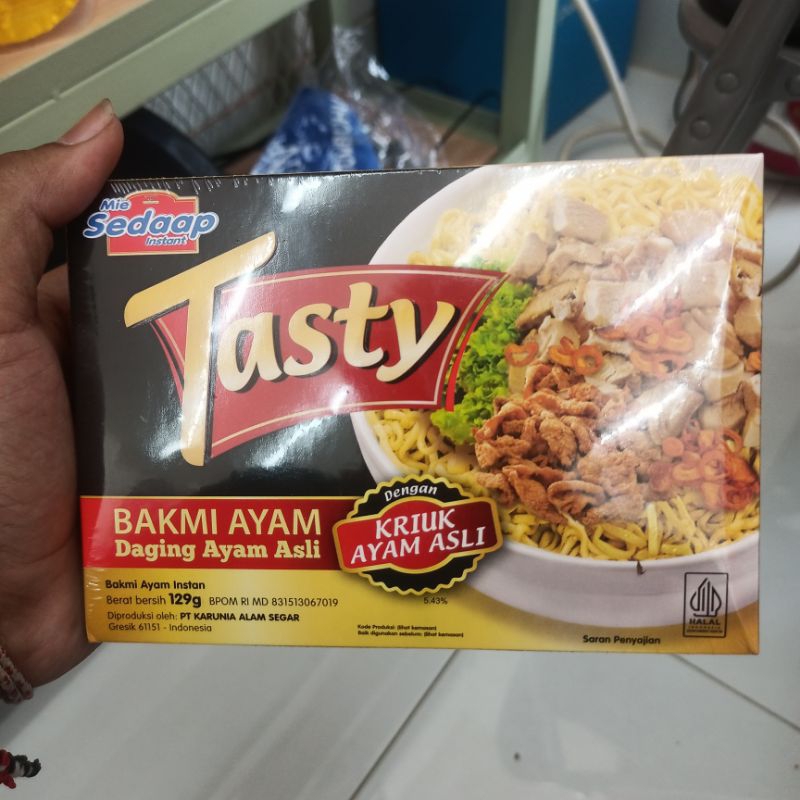 Mie
Sedaap
Instant
Tasty
BAKMI AYAM
Daging Ayam Asli
Dengan
KRIUK
AYAM ASLI
5.43%
Bakmi Ayam Instan
Berat bersih 129g BPOM RI MD 831513067019
Diproduksi oleh: PT KARUNIA ALAM SEGAR
Gresik 61151 - Indonesia
Kode Produksi: (lihat kemasan)
Baik digunakan sebelum: (lihat kemasan)
Saran Penyajian
HALAL
INDONESIA